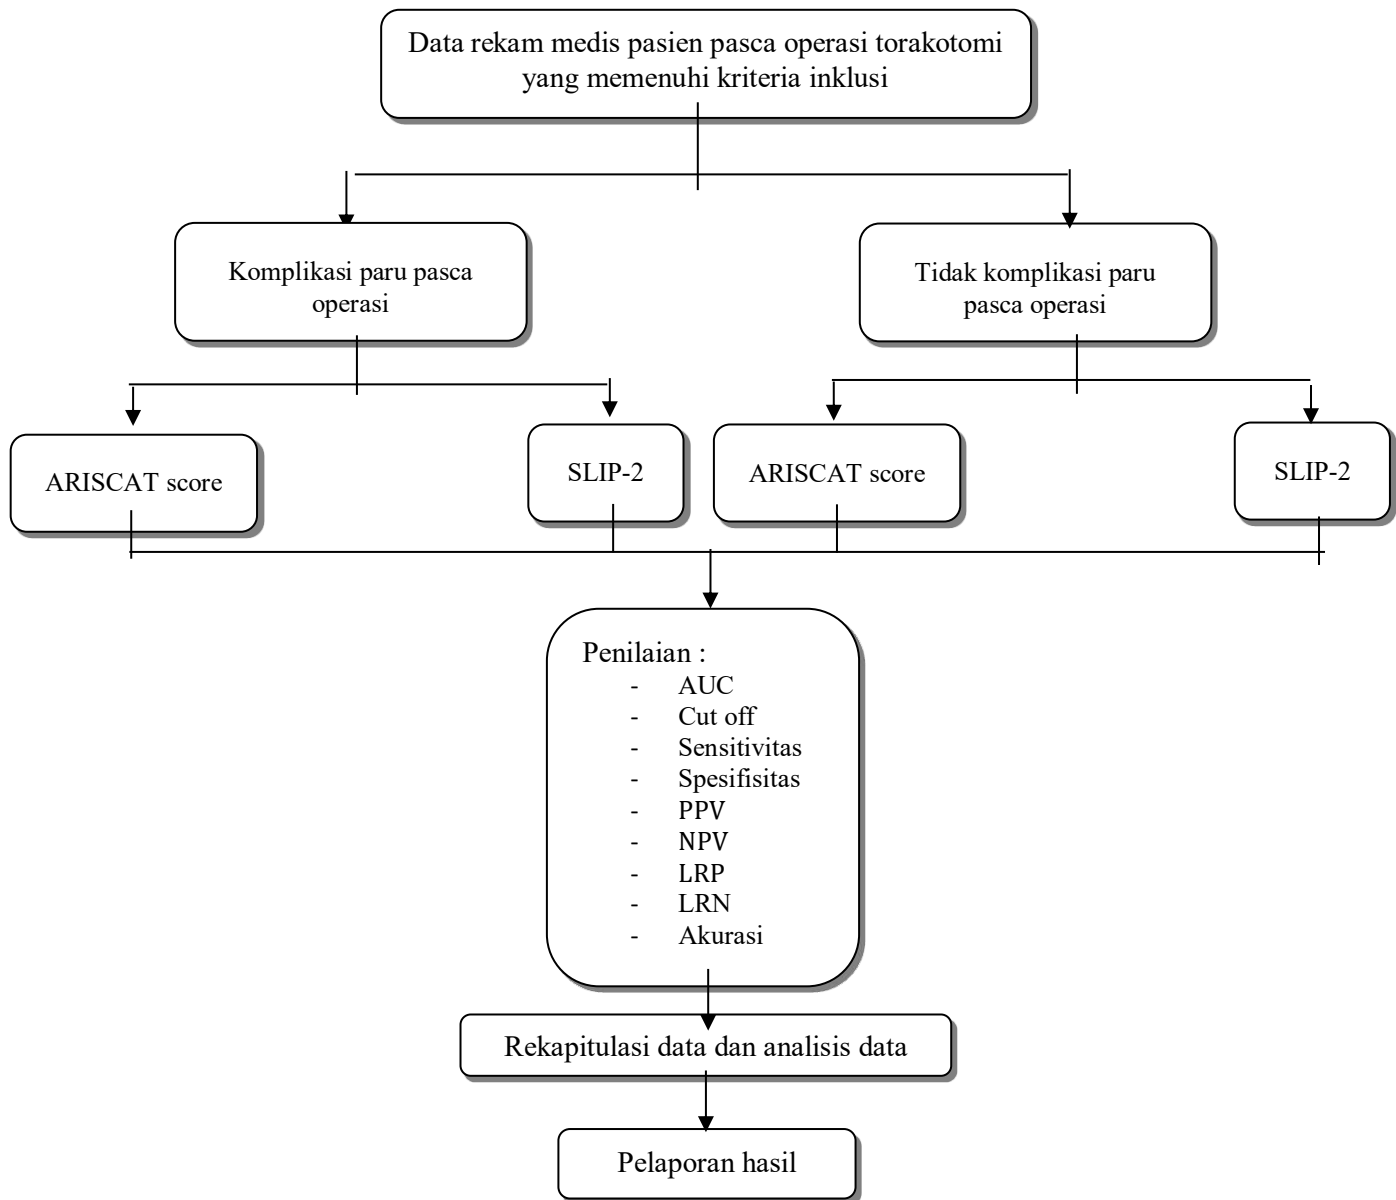 Data rekam medis pasien pasca operasi torakotomi
yang memenuhi kriteria inklusi
Komplikasi paru pasca
operasi
Tidak komplikasi paru
pasca operasi
ARISCAT score
SLIP-2
ARISCAT score
SLIP-2
Penilaian :
- AUC
- Cut off
- Sensitivitas
- Spesifisitas
- PPV
- NPV
- LRP
- LRN
- Akurasi
Rekapitulasi data dan analisis data
Pelaporan hasil